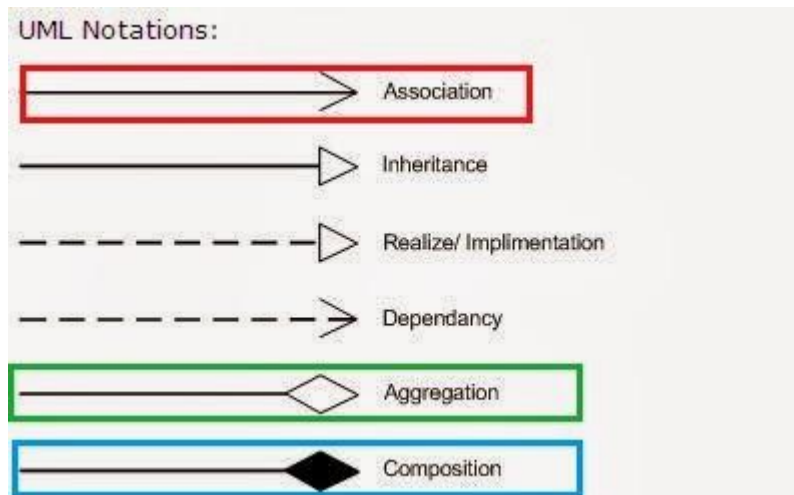 UML Notations:
Association
Inheritance
Realize/ Implimentation
Dependancy
Aggregation
Composition